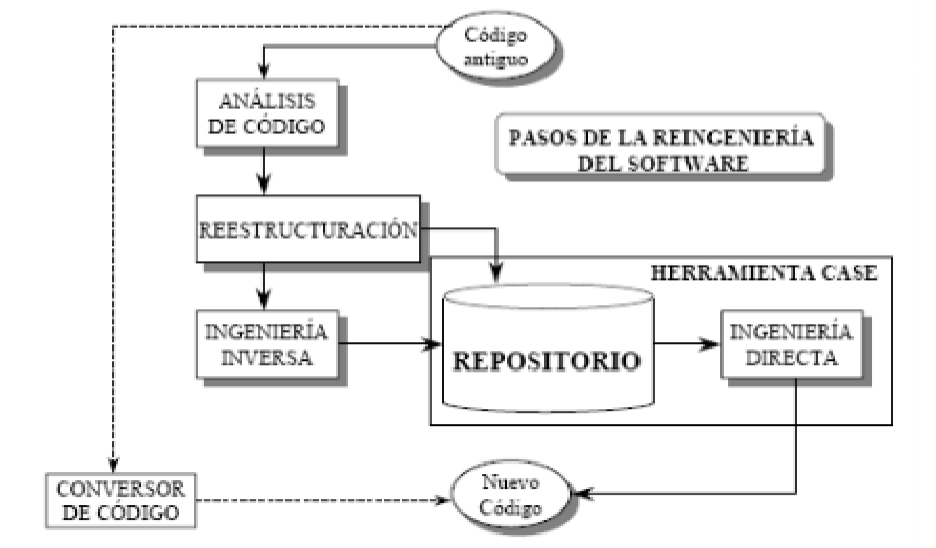 Código
antiguo
ANÁLISIS
DE CÓDIGO
PASOS DE LA REINGENIERÍA
DEL SOFTWARE
REESTRUCTURACIÓN
HERRAMIENTA CASE
INGENIERÍA
INVERSA
REPOSITORIO
INGENIERÍA
DIRECTA
CONVERSOR
DE CÓDIGO
Nuevo
Código